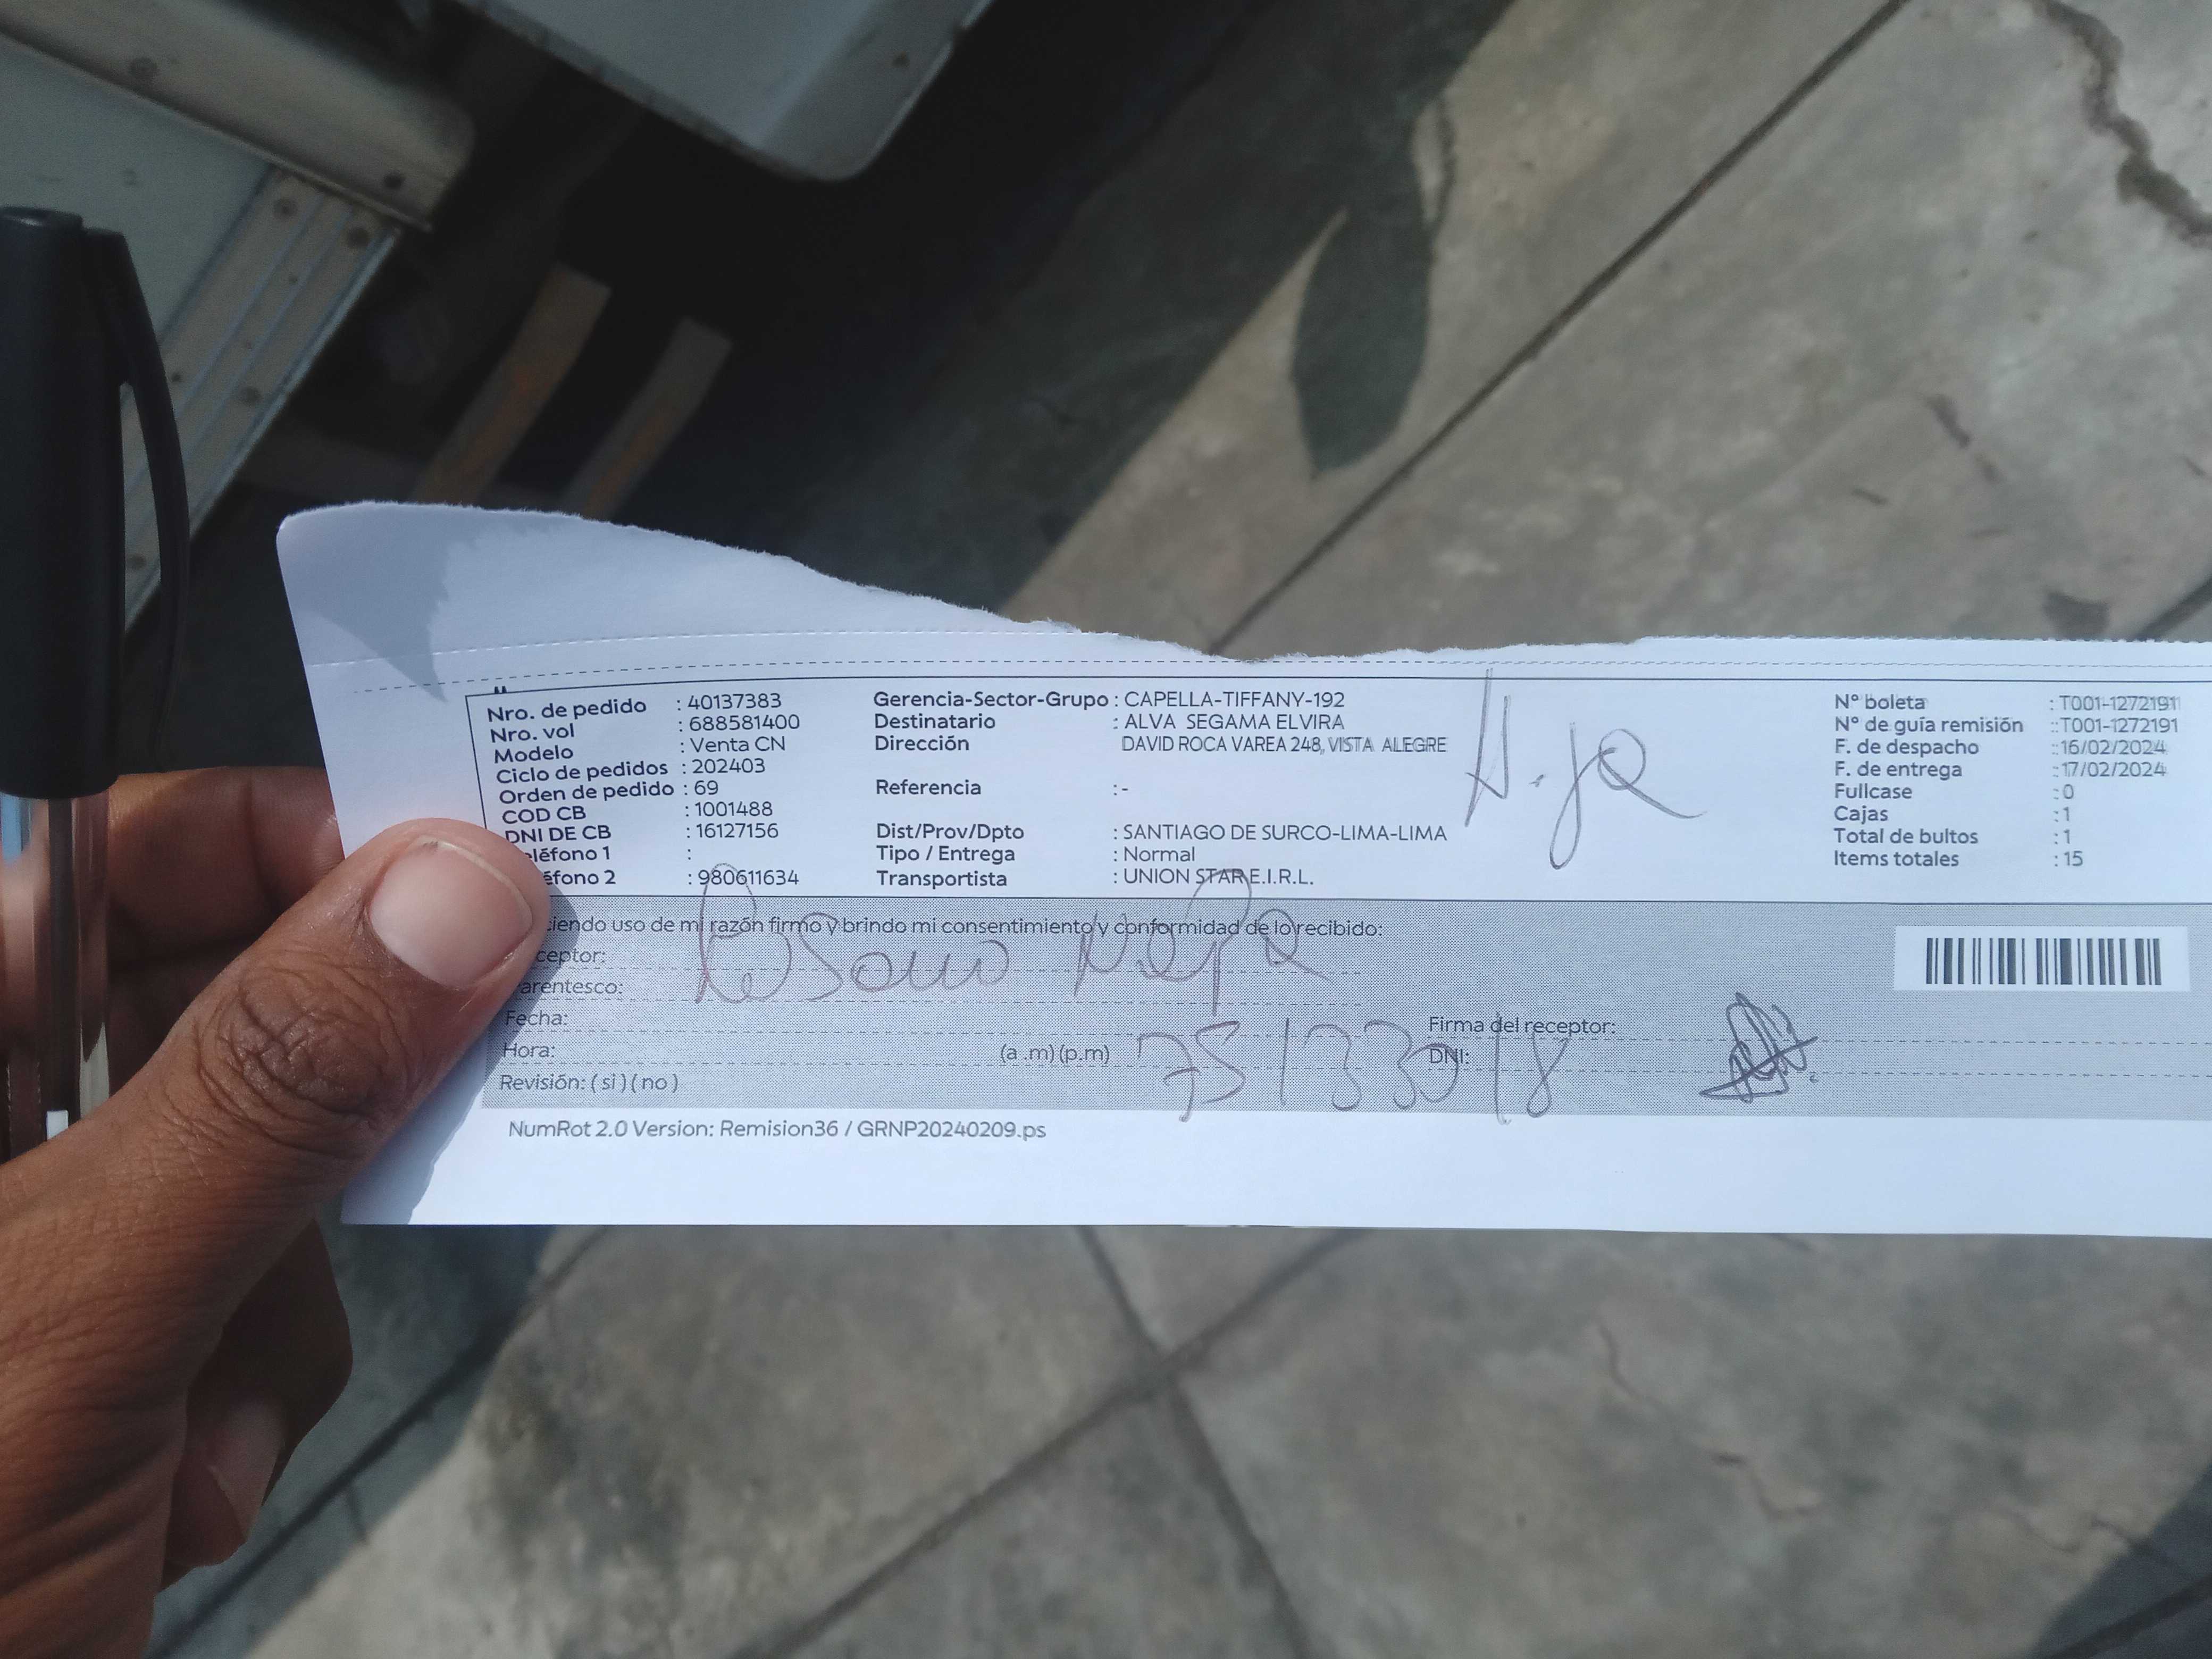 Nro. de pedido : 40137383
Nro. vol : 688581400
Modelo : Venta CN
Ciclo de pedidos : 202403
Orden de pedido : 69
COD CB : 1001488
DNI DE CB : 16127156
eléfono 1 :
éfono 2 : 980611634
Gerencia-Sector-Grupo : CAPELLA-TIFFANY-192
Destinatario : ALVA SEGAMA ELVIRA
Dirección DAVID ROCA VAREA 248, VISTA ALEGRE
Referencia : -
Dist/Prov/Dpto : SANTIAGO DE SURCO-LIMA-LIMA
Tipo / Entrega : Normal
Transportista : UNION STAR E.I.R.L.
N° boleta : T001-1272191
N° de guía remisión :: T001-1272191
F. de despacho :: 16/02/2024
F. de entrega :: 17/02/2024
Fullcase : 0
Cajas : 1
Total de bultos : 1
Items totales : 15
ciendo uso de mi razón firmo y brindo mi consentimiento y conformidad de lo recibido:
ceptor:
arentesco:
Fecha:
Hora: (a .m) (p.m)
Revisión: ( si ) ( no )
Firma del receptor:
DNI:
75133018
NumRot 2.0 Version: Remision36 / GRNP20240209.ps